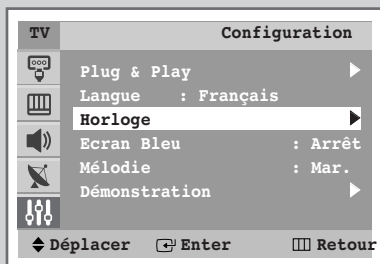 TV Configuration
Plug & Play
Langue : Français
Horloge
Ecran Bleu : Arrêt
Mélodie : Mar.
Démonstration
Déplacer Enter Retour